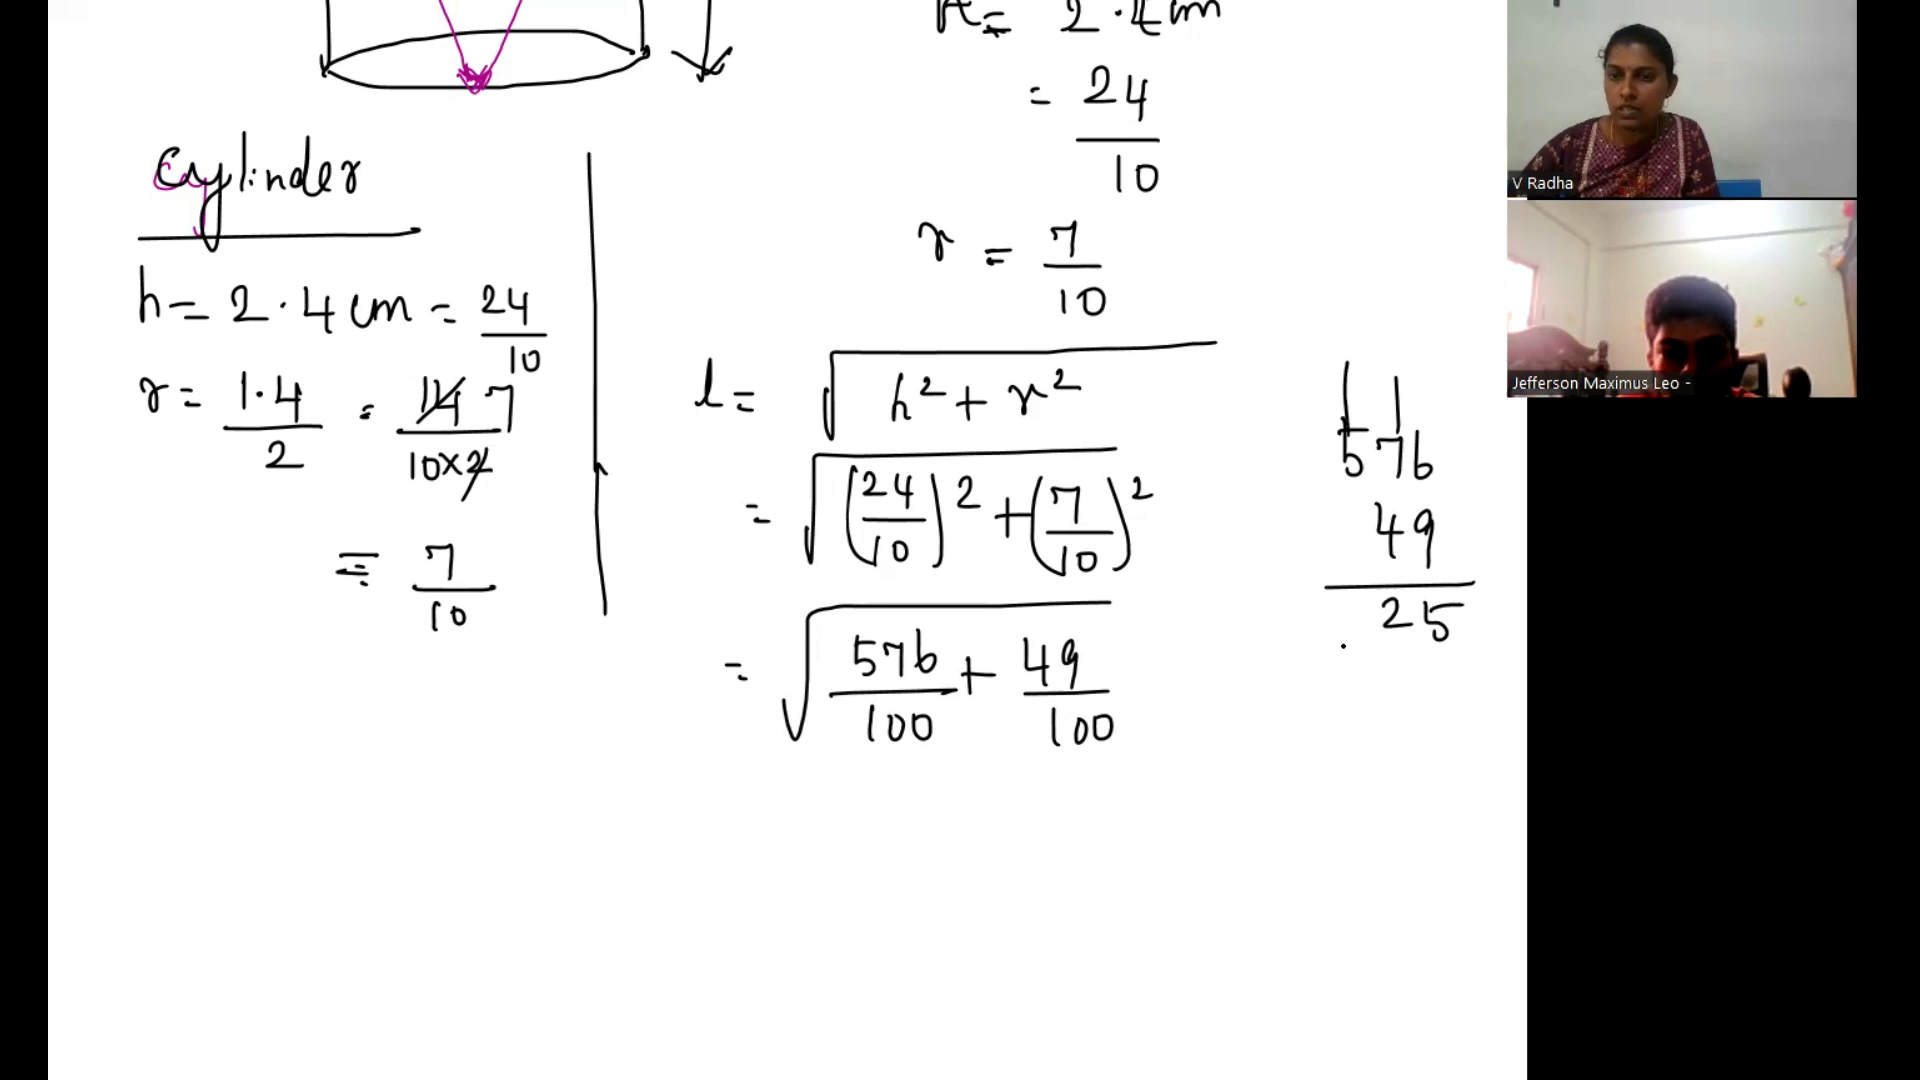 h = 2.4 cm
= 24/10
Cylinder
h = 2.4 cm = 24/10
r = 1.4/2 = 14/(10×2) 7
= 7/10
r = 7/10
l = √(h² + r²)
= √((24/10)² + (7/10)²)
= √(576/100 + 49/100)
1 1
576
49
25
V Radha
Jefferson Maximus Leo -